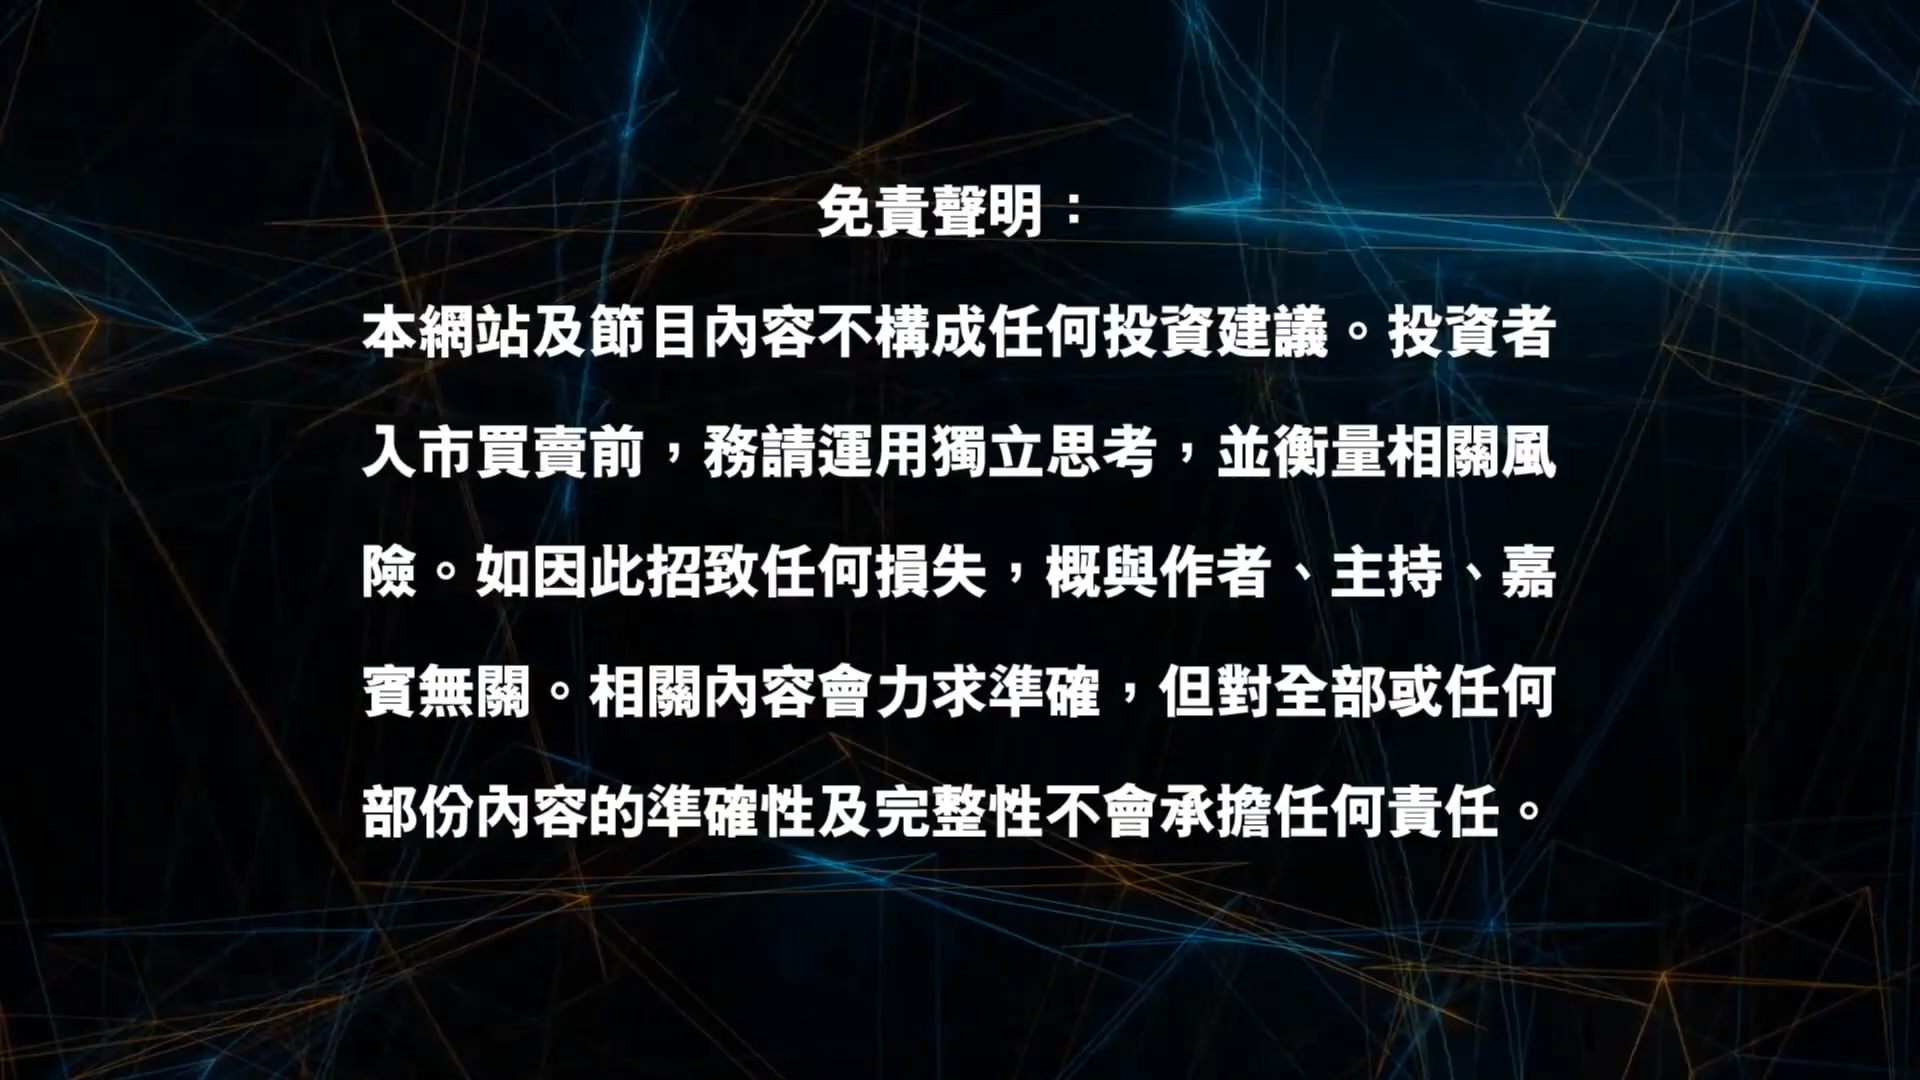 免責聲明：
本網站及節目內容不構成任何投資建議。投資者
入市買賣前，務請運用獨立思考，並衡量相關風
險。如因此招致任何損失，概與作者、主持、嘉
賓無關。相關內容會力求準確，但對全部或任何
部份內容的準確性及完整性不會承擔任何責任。